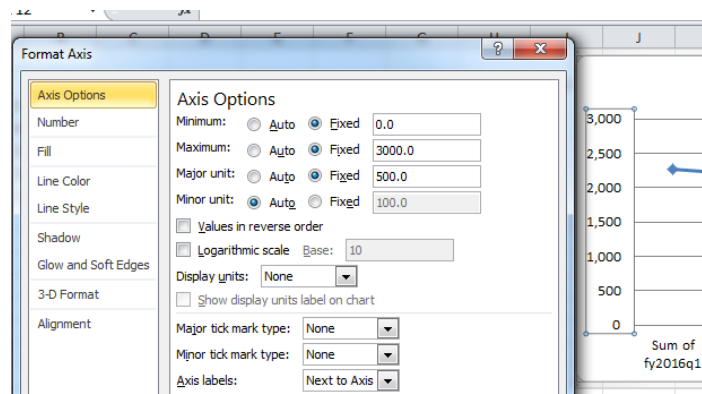 Format Axis
Axis Options
Number
Fill
Line Color
Line Style
Shadow
Glow and Soft Edges
3-D Format
Alignment
Axis Options
Minimum: Auto Fixed 0.0
Maximum: Auto Fixed 3000.0
Major unit: Auto Fixed 500.0
Minor unit: Auto Fixed 100.0
Values in reverse order
Logarithmic scale Base: 10
Display units: None
Show display units label on chart
Major tick mark type: None
Minor tick mark type: None
Axis labels: Next to Axis
J
3,000
2,500
2,000
1,500
1,000
500
0
Sum of
fy2016q1